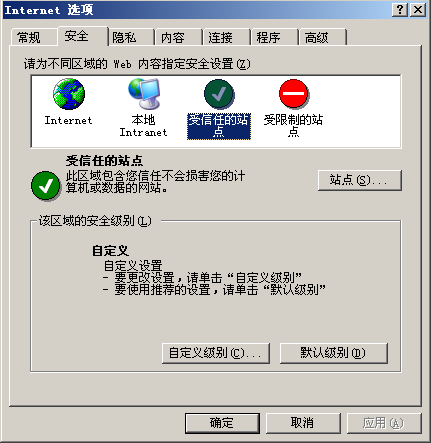 Internet 选项
常规 安全 隐私 内容 连接 程序 高级
请为不同区域的 Web 内容指定安全设置(Z)
Internet 本地 受信任的站 受限制的站
Intranet 点 点
受信任的站点
此区域包含您信任不会损害您的计
算机或数据的网站。
站点(S)...
该区域的安全级别(L)
自定义
自定义设置
- 要更改设置，请单击“自定义级别”
- 要使用推荐的设置，请单击“默认级别”
自定义级别(C)... 默认级别(D)
确定 取消 应用(A)